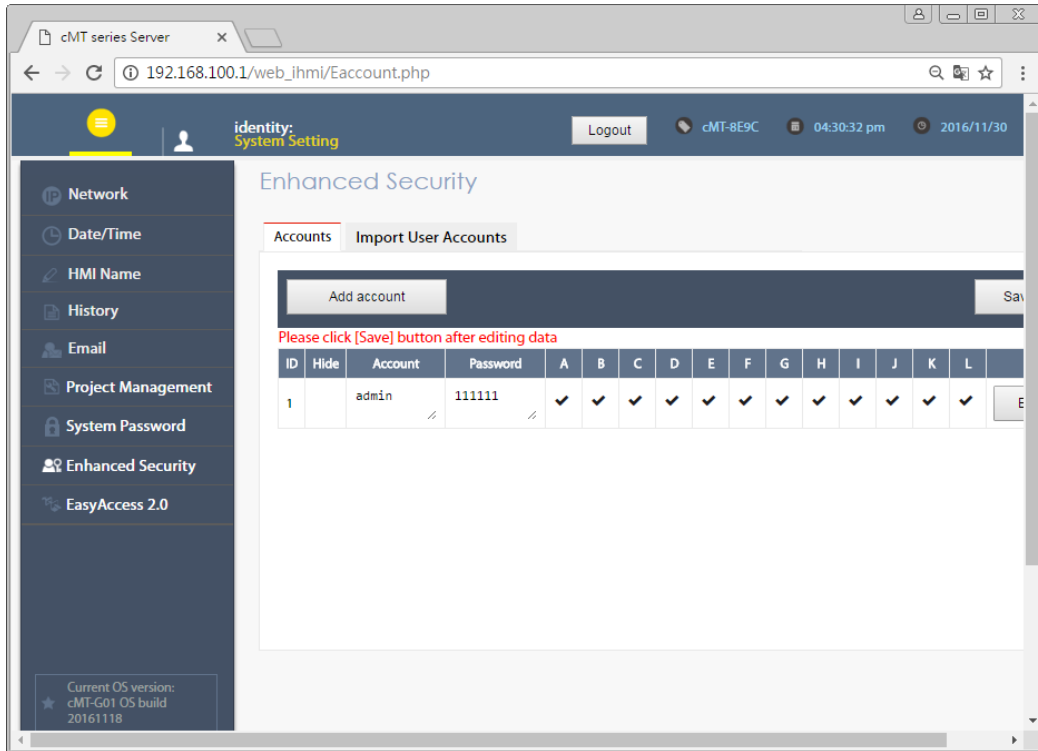 cMT series Server
192.168.100.1/web_ihmi/Eaccount.php
identity:
System Setting
Logout
cMT-8E9C
04:30:32 pm
2016/11/30
Network
Date/Time
HMI Name
History
Email
Project Management
System Password
Enhanced Security
EasyAccess 2.0
Current OS version:
cMT-G01 OS build
20161118
Enhanced Security
Accounts Import User Accounts
Add account
Sav
Please click [Save] button after editing data
ID Hide Account Password A B C D E F G H I J K L
1 admin 111111
E